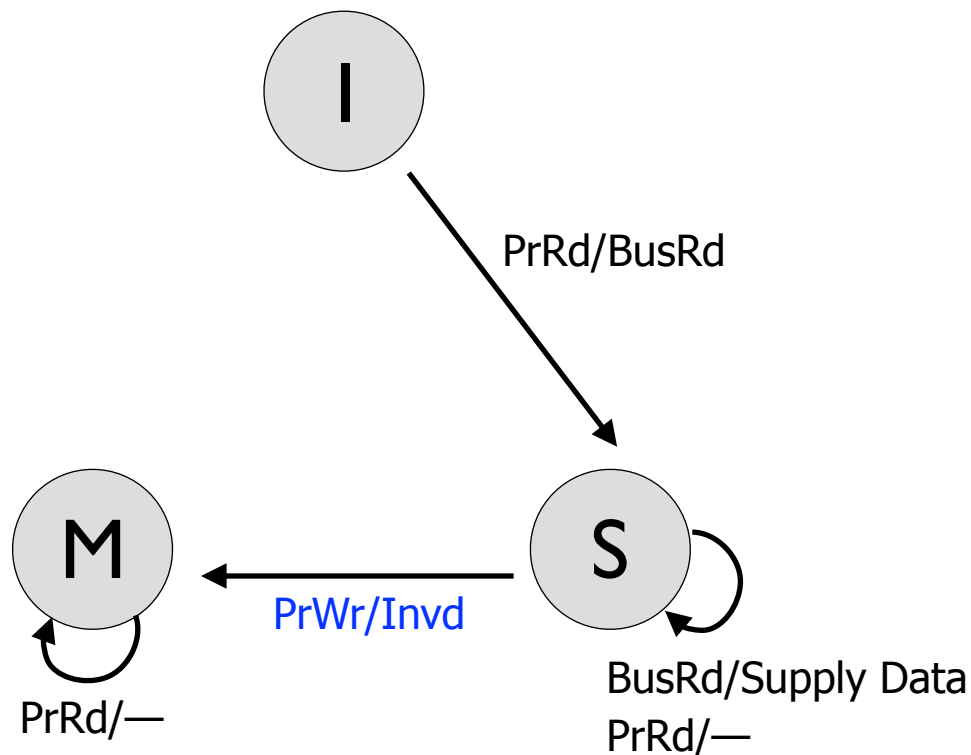 I
PrRd/BusRd
M
S
PrWr/Invd
BusRd/Supply Data
PrRd/—
PrRd/—